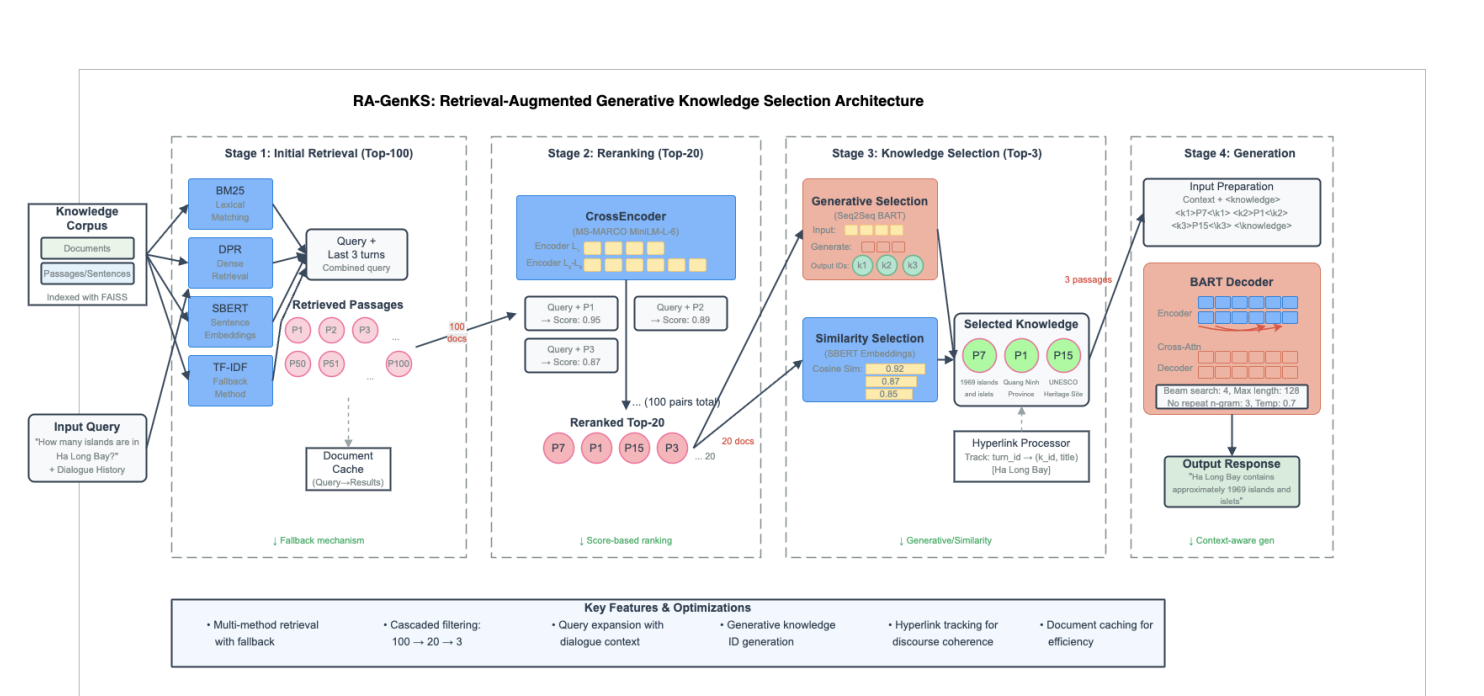 RA-GenKS: Retrieval-Augmented Generative Knowledge Selection Architecture
Knowledge
Corpus
Documents
Passages/Sentences
Indexed with FAISS
Input Query
"How many islands are in
Ha Long Bay?"
+ Dialogue History
Stage 1: Initial Retrieval (Top-100)
BM25
Lexical
Matching
DPR
Dense
Retrieval
SBERT
Sentence
Embeddings
TF-IDF
Fallback
Method
Query +
Last 3 turns
Combined query
Retrieved Passages
P1 P2 P3 ...
P50 P51 ... P100
Document
Cache
(Query→Results)
↓ Fallback mechanism
100
docs
Stage 2: Reranking (Top-20)
CrossEncoder
(MS-MARCO MiniLM-L-6)
Encoder L
Encoder L
Query + P1
→ Score: 0.95
Query + P2
→ Score: 0.89
Query + P3
→ Score: 0.87
... (100 pairs total)
Reranked Top-20
P7 P1 P15 P3 ... 20
↓ Score-based ranking
20 docs
Stage 3: Knowledge Selection (Top-3)
Generative Selection
(Seq2Seq BART)
Input:
Generate:
Output IDs: k1 k2 k3
Similarity Selection
(SBERT Embeddings)
Cosine Sim: 0.92
0.87
0.85
Selected Knowledge
P7 P1 P15
1969 islands Quang Ninh UNESCO
and islets Province Heritage Site
Hyperlink Processor
Track: turn_id → (k_id, title)
[Ha Long Bay]
↓ Generative/Similarity
3 passages
Stage 4: Generation
Input Preparation
Context + <knowledge>
<k1>P7<\k1> <k2>P1<\k2>
<k3>P15<\k3> <\knowledge>
BART Decoder
Encoder
Cross-Attn
Decoder
Beam search: 4, Max length: 128
No repeat n-gram: 3, Temp: 0.7
Output Response
"Ha Long Bay contains
approximately 1969 islands and
islets"
↓ Context-aware gen
Key Features & Optimizations
• Multi-method retrieval
with fallback
• Cascaded filtering:
100 → 20 → 3
• Query expansion with
dialogue context
• Generative knowledge
ID generation
• Hyperlink tracking for
discourse coherence
• Document caching for
efficiency